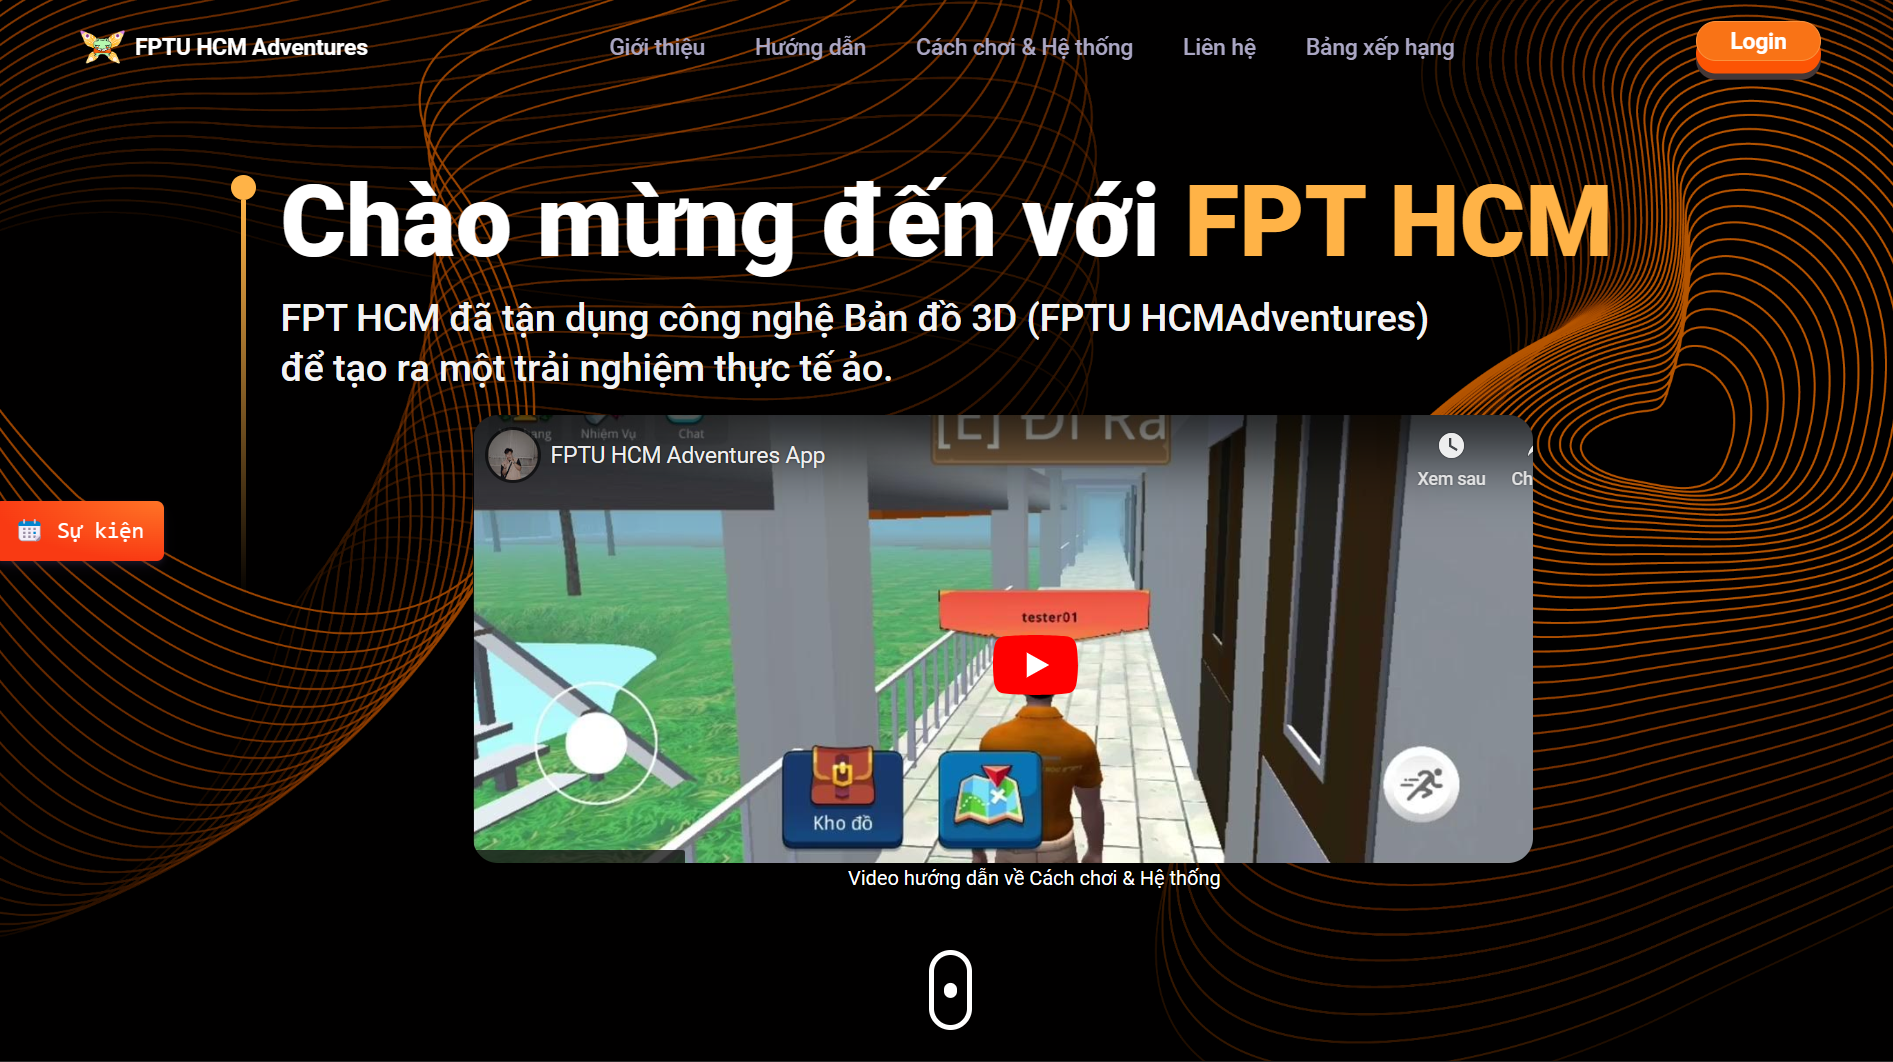 FPTU HCM Adventures
Giới thiệu
Hướng dẫn
Cách chơi & Hệ thống
Liên hệ
Bảng xếp hạng
Login
Chào mừng đến với FPT HCM
FPT HCM đã tận dụng công nghệ Bản đồ 3D (FPTU HCMAdventures)
để tạo ra một trải nghiệm thực tế ảo.
Nhiệm Vụ
Chat
[E] Đi Ra
FPTU HCM Adventures App
Xem sau
Ch
Sự kiện
tester01
Kho đồ
Video hướng dẫn về Cách chơi & Hệ thống